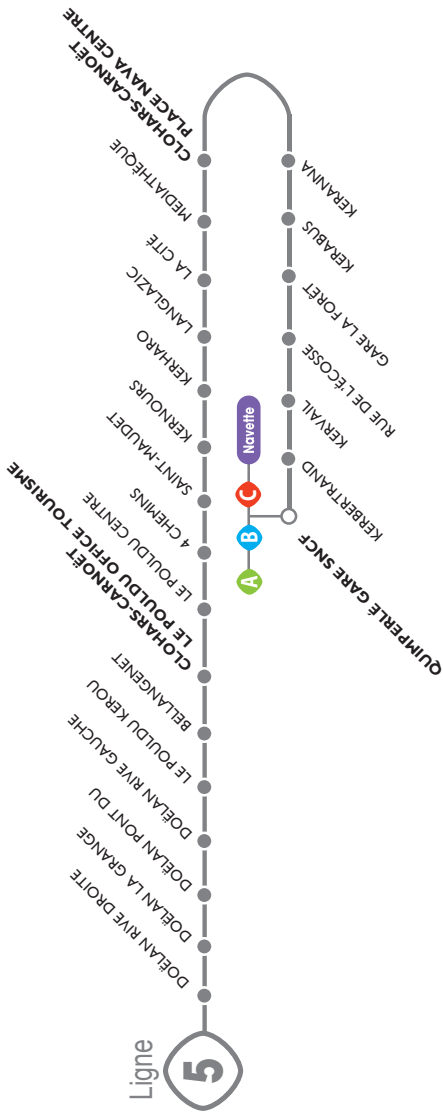 Ligne
5
DOËLAN RIVE DROITE
DOËLAN LA GRANGE
DOËLAN PONT DU
DOËLAN RIVE GAUCHE
LE POULDU KEROU
BELLANGENET
CLOHARS-CARNOËT
LE POULDU OFFICE TOURISME
LE POULDU CENTRE
4 CHEMINS
SAINT-MAUDET
KERNOURS
KERHARO
LANGLAZIC
LA CITÉ
MEDIATHÈQUE
CLOHARS-CARNOËT
PLACE NAVA CENTRE
KERANNA
KERABUS
GARE LA FORÊT
RUE DE L'ÉCOSSE
KERVAIL
KERBERTRAND
QUIMPERLÉ GARE SNCF
A
B
C
Navette